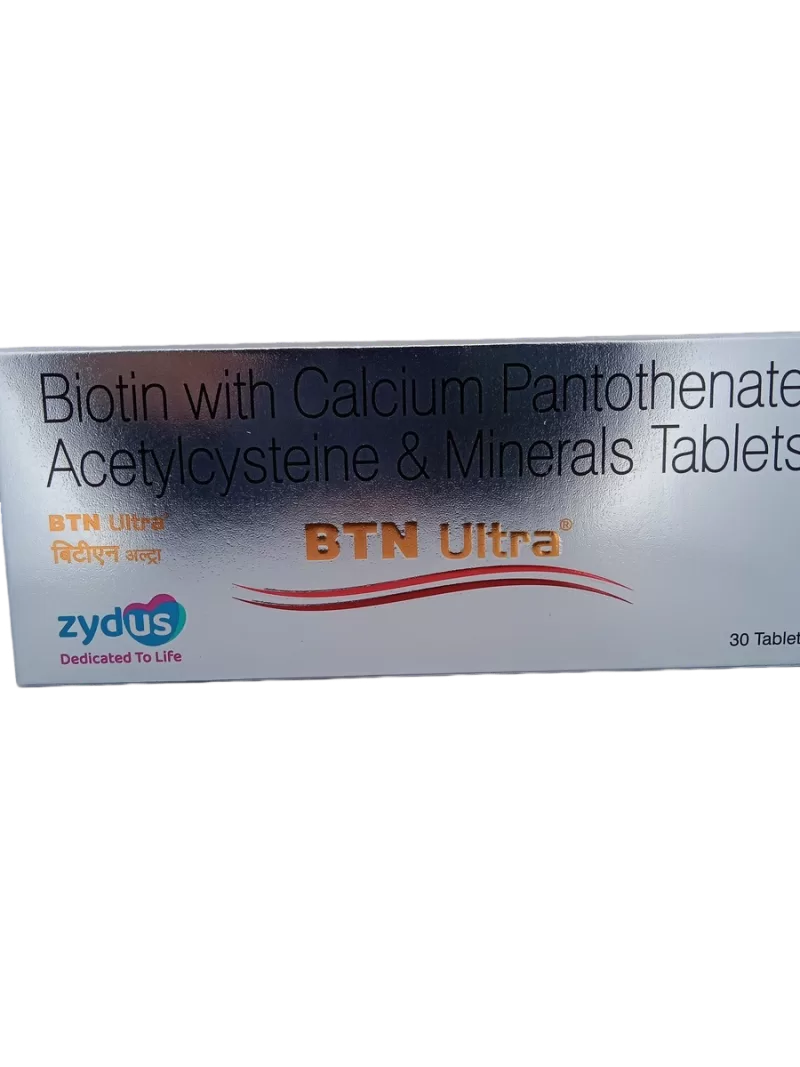 Biotin with Calcium Pantothenate
Acetylcysteine & Minerals Tablets
BTN Ultra
बिटीएन अल्ट्रा
BTN Ultra®
zydus
Dedicated To Life
30 Tablet